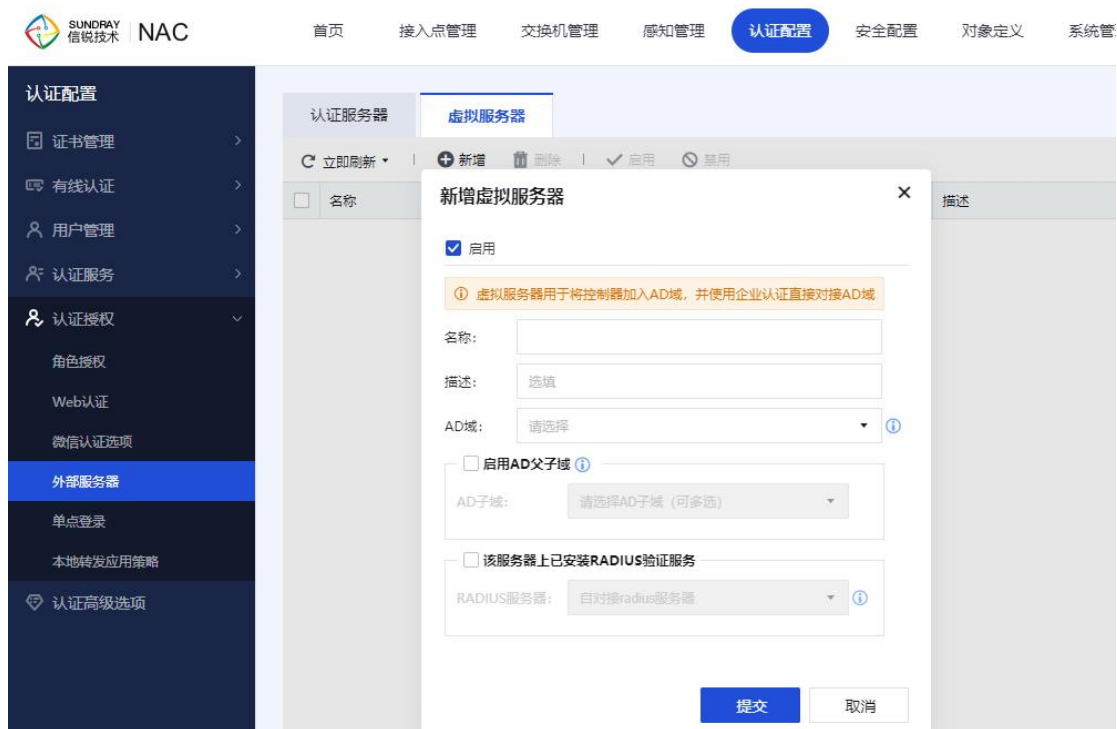 SUNDRAY
信锐技术
NAC
首页 接入点管理 交换机管理 感知管理 认证配置 安全配置 对象定义 系统管
认证配置
证书管理
有线认证
用户管理
认证服务
认证授权
角色授权
Web认证
微信认证选项
外部服务器
单点登录
本地转发应用策略
认证高级选项
认证服务器 虚拟服务器
立即刷新 新增 删除 启用 禁用
名称 描述
新增虚拟服务器
启用
虚拟服务器用于将控制器加入AD域，并使用企业认证直接对接AD域
名称：
描述： 选填
AD域： 请选择
启用AD父子域
AD子域： 请选择AD子域（可多选）
该服务器上已安装RADIUS验证服务
RADIUS服务器： 自对接radius服务器
提交 取消